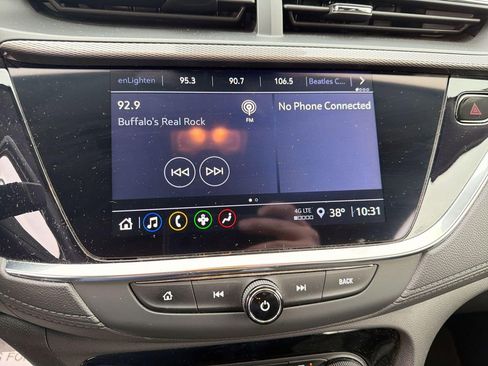 enLighten 95.3 90.7 106.5 Beatles C...
92.9 No Phone Connected
FM
Buffalo's Real Rock
4G LTE 38° 10:31
BACK